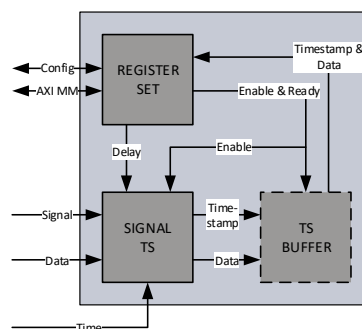 Timestamp &
Data
Config
AXI MM
REGISTER
SET
Enable & Ready
Delay
Enable
Signal
Data
SIGNAL
TS
Time-
stamp
Data
TS
BUFFER
Time